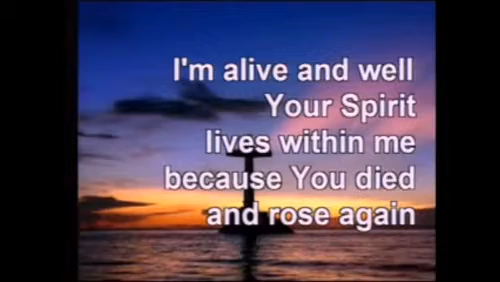 I'm alive and well
Your Spirit
lives within me
because You died
and rose again